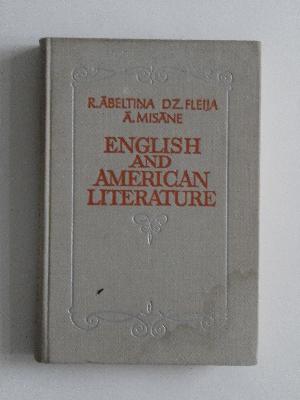 R. ĀBELTIŅA DZ. FLEIJA
Ā. MISĀNE
ENGLISH
AND
AMERICAN
LITERATURE